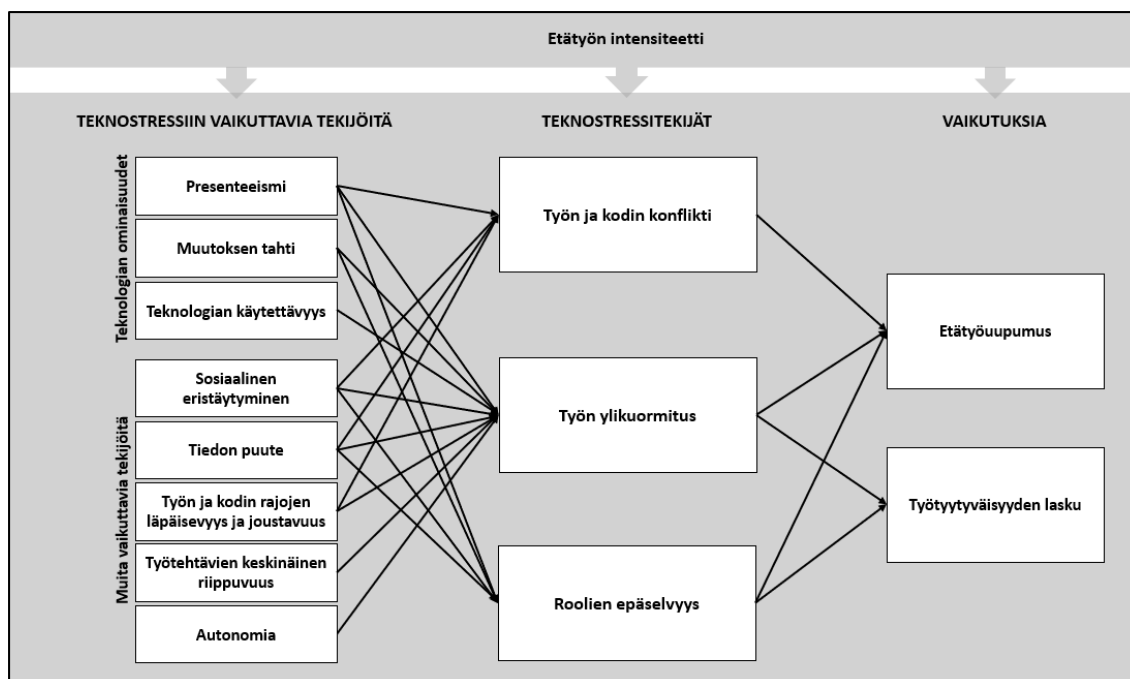 Etätyön intensiteetti
TEKNOSTRESSIIN VAIKUTTAVIA TEKIJÖITÄ
TEKNOSTRESSITEKIJÄT
VAIKUTUKSIA
Teknologian ominaisuudet
Presenteeismi
Muutoksen tahti
Teknologian käytettävyys
Muita vaikuttavia tekijöitä
Sosiaalinen
eristäytyminen
Tiedon puute
Työn ja kodin rajojen
läpäisevyys ja joustavuus
Työtehtävien keskinäinen
riippuvuus
Autonomia
Työn ja kodin konflikti
Työn ylikuormitus
Roolien epäselvyys
Etätyöuupumus
Työtyytyväisyyden lasku